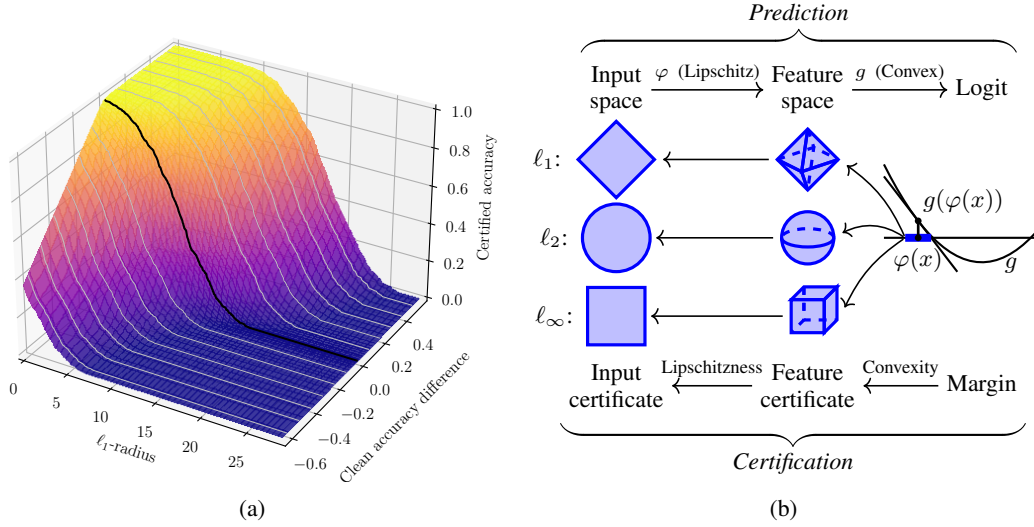 1.0
0.8
0.6
0.4
0.2
0.0
Certified accuracy
0.4
0.2
0.0
−0.2
−0.4
−0.6
Clean accuracy difference
0
5
10
15
20
25
ℓ₁-radius
(a)
Prediction
Input space
φ (Lipschitz)
Feature space
g (Convex)
Logit
ℓ₁:
ℓ₂:
ℓ∞:
g(φ(x))
φ(x)
g
Input certificate
Lipschitzness
Feature certificate
Convexity
Margin
Certification
(b)